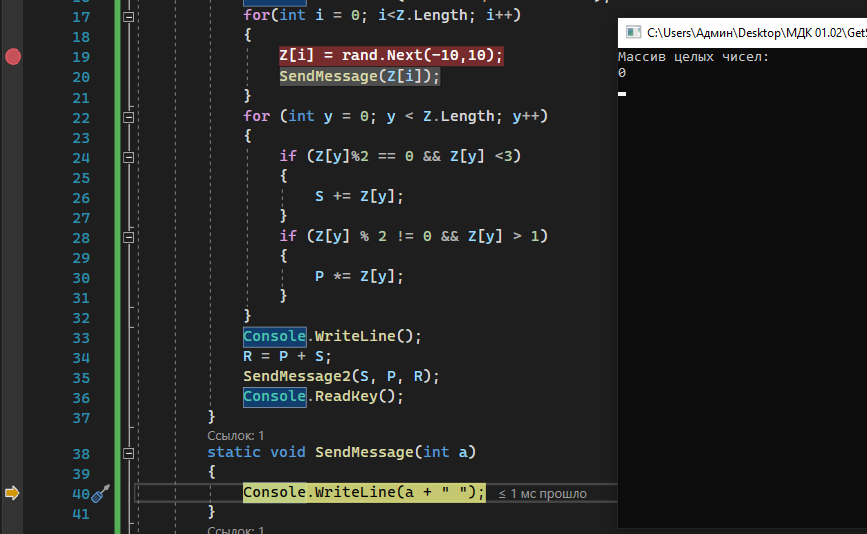 17 for(int i = 0; i<Z.Length; i++)
18 {
19 Z[i] = rand.Next(-10,10);
20 SendMessage(Z[i]);
21 }
22 for (int y = 0; y < Z.Length; y++)
23 {
24 if (Z[y]%2 == 0 && Z[y] <3)
25 {
26 S += Z[y];
27 }
28 if (Z[y] % 2 != 0 && Z[y] > 1)
29 {
30 P *= Z[y];
31 }
32 }
33 Console.WriteLine();
34 R = P + S;
35 SendMessage2(S, P, R);
36 Console.ReadKey();
37 }
Ссылок: 1
38 static void SendMessage(int a)
39 {
40 Console.WriteLine(a + " "); ≤ 1 мс прошло
41 }
Ссылок: 1
C:\Users\Админ\Desktop\МДК 01.02\GetS
Массив целых чисел:
0